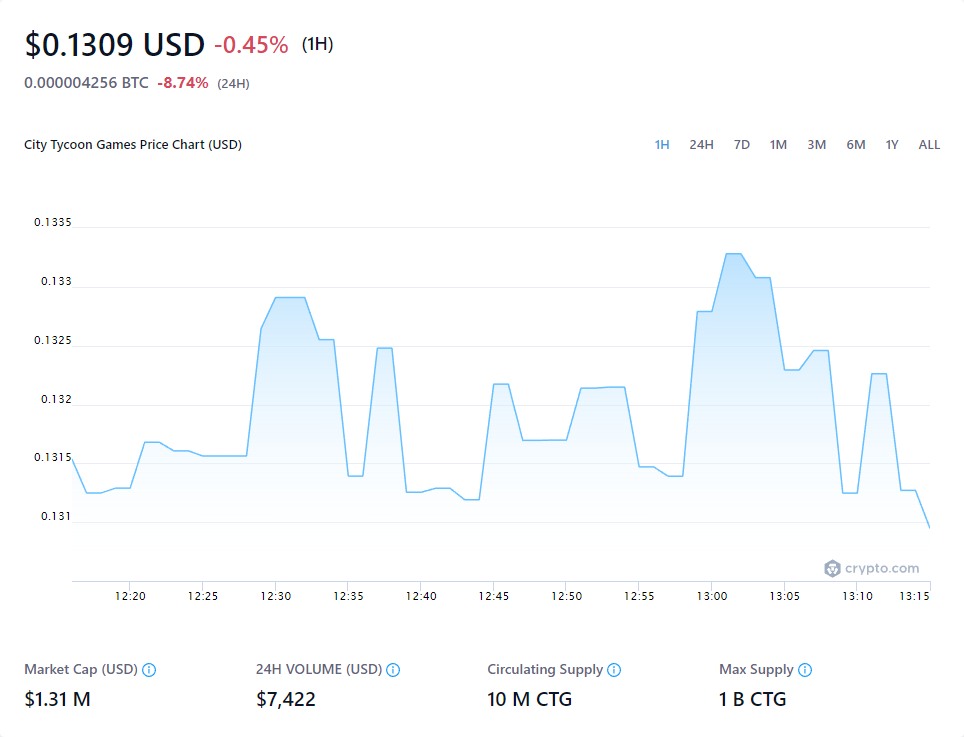 $0.1309 USD -0.45% (1H)
0.000004256 BTC -8.74% (24H)
City Tycoon Games Price Chart (USD) 1H 24H 7D 1M 3M 6M 1Y ALL
0.1335
0.133
0.1325
0.132
0.1315
0.131
crypto.com
12:20 12:25 12:30 12:35 12:40 12:45 12:50 12:55 13:00 13:05 13:10 13:15
Market Cap (USD) 24H VOLUME (USD) Circulating Supply Max Supply
$1.31 M $7,422 10 M CTG 1 B CTG